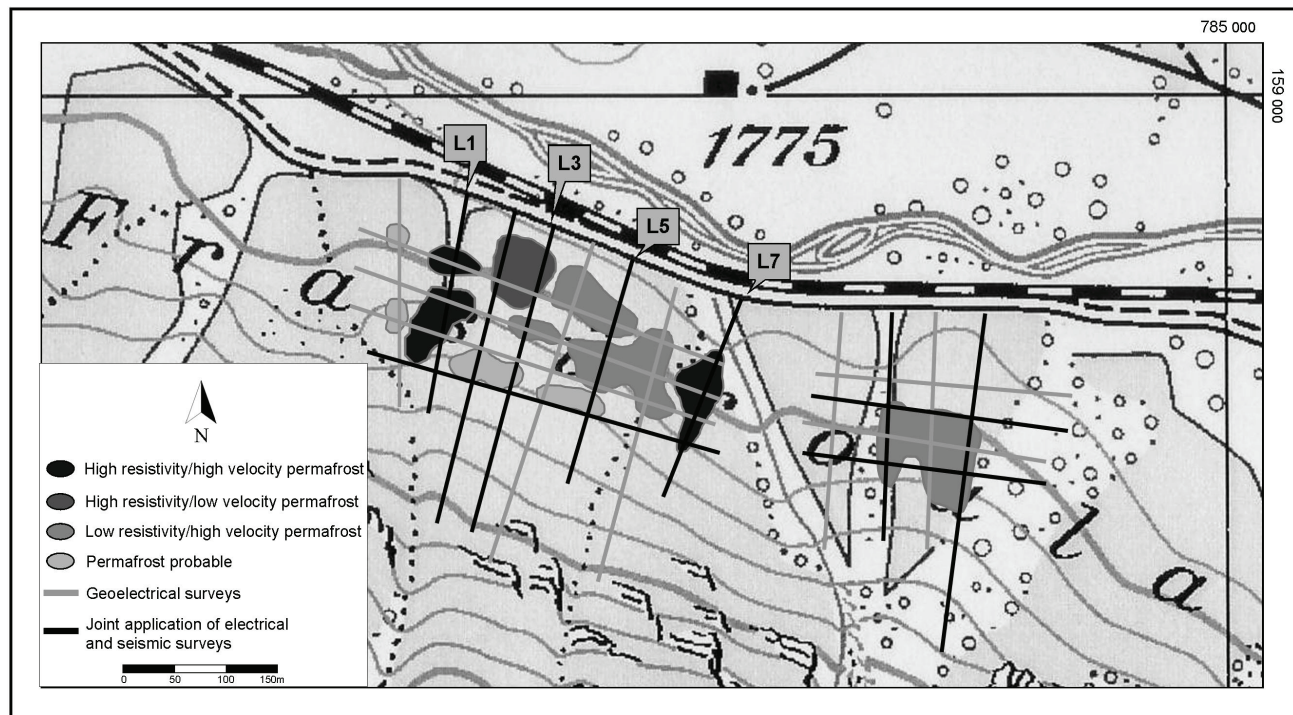 785 000
159 000
1775
L1
L3
L5
L7
F r a o l a
N
High resistivity/high velocity permafrost
High resistivity/low velocity permafrost
Low resistivity/high velocity permafrost
Permafrost probable
Geoelectrical surveys
Joint application of electrical
and seismic surveys
0 50 100 150m